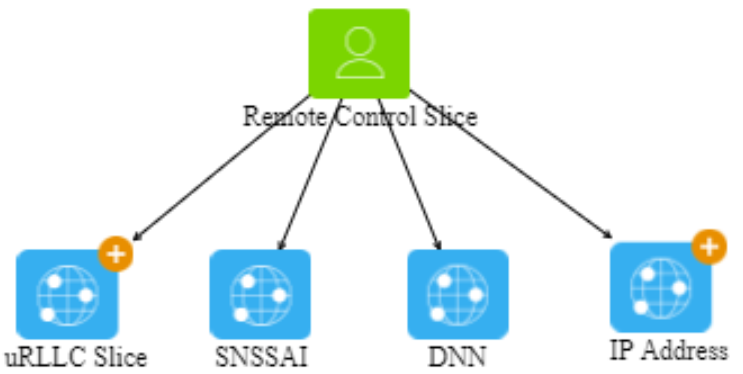 Remote Control Slice
uRLLC Slice
SNSSAI
DNN
IP Address